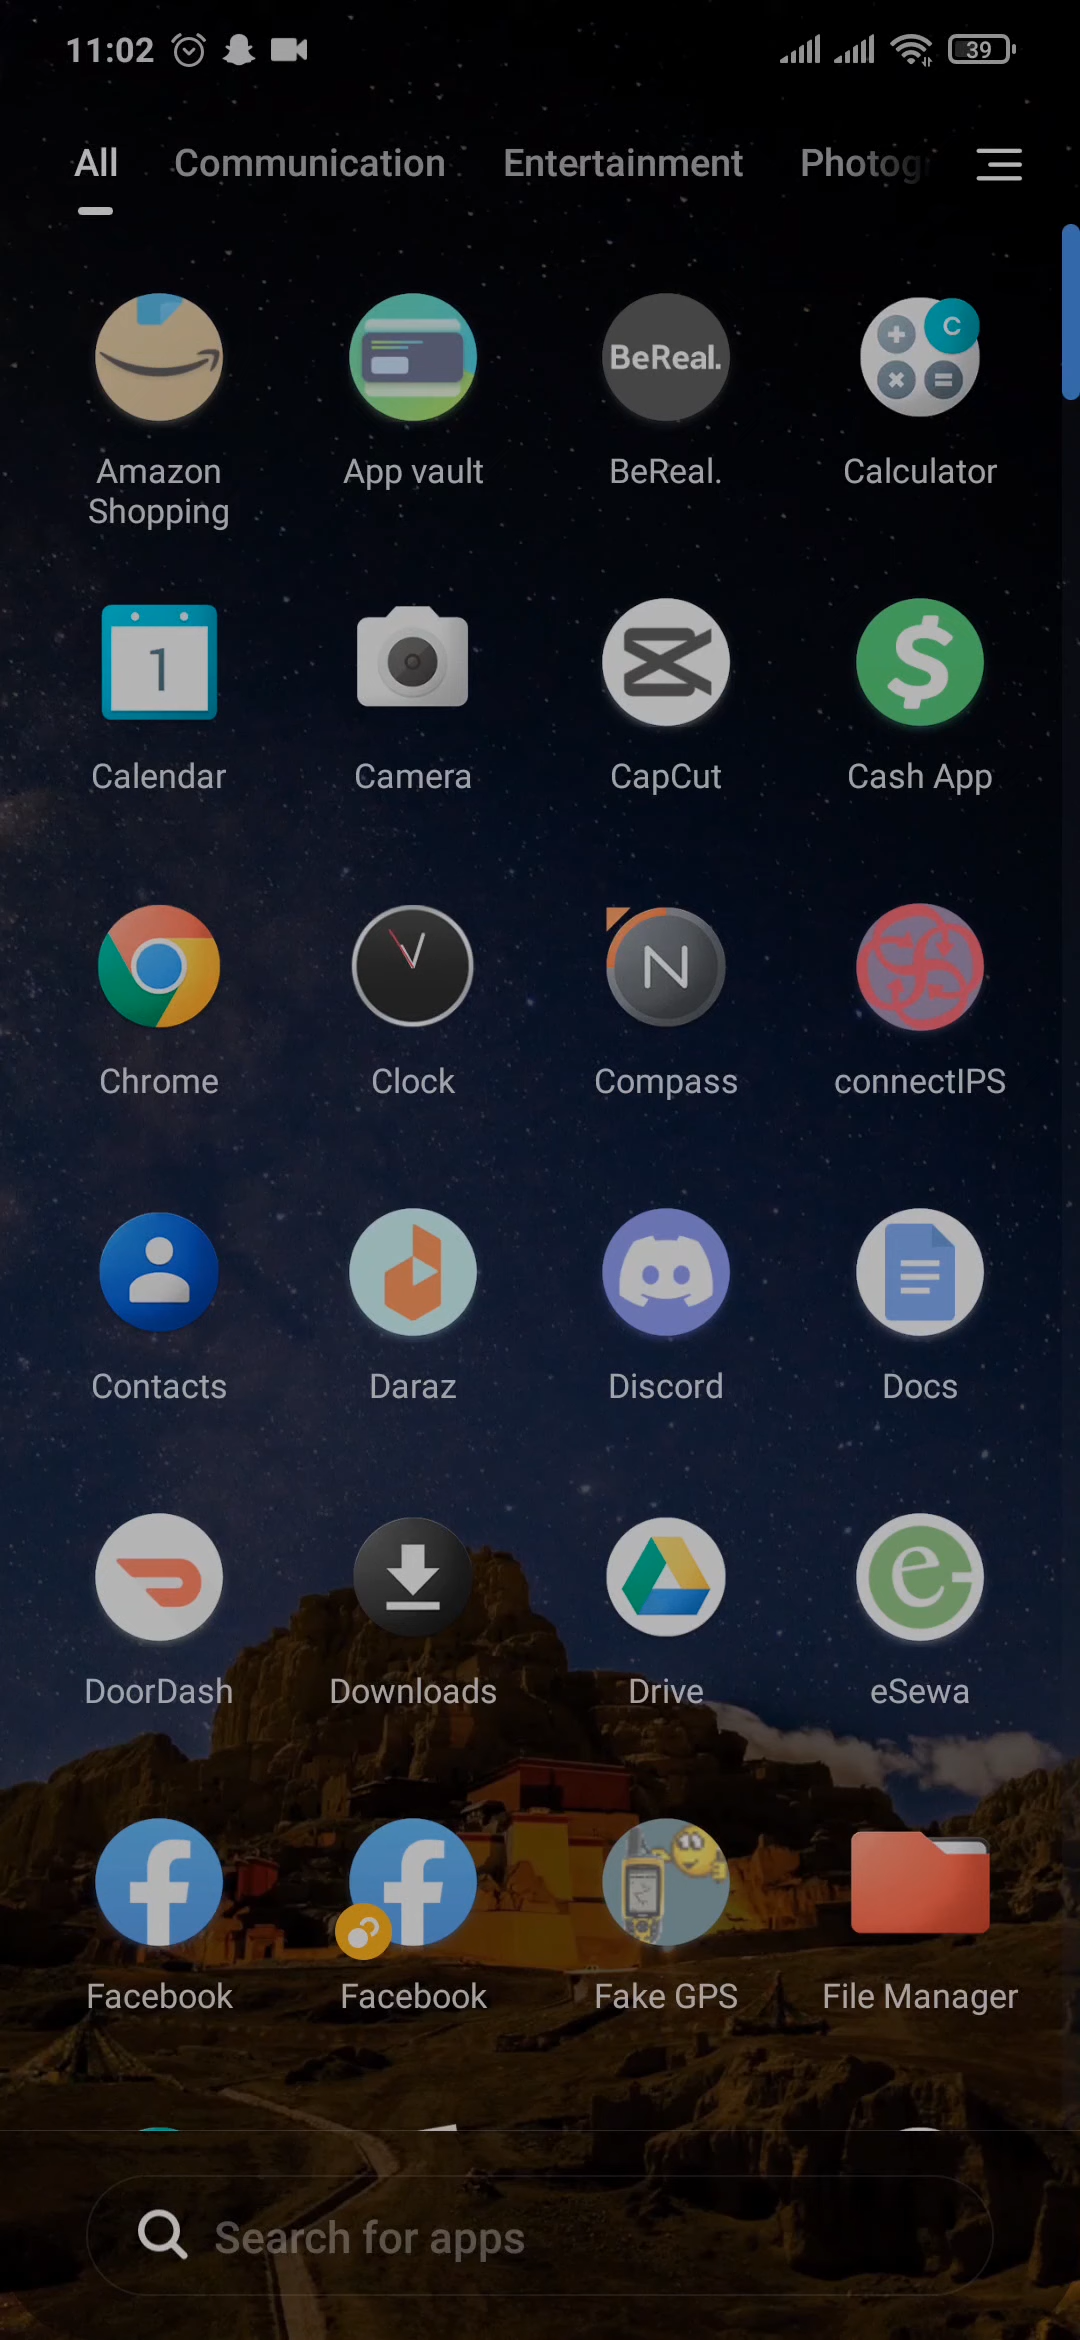 11:02
39
All Communication Entertainment Photogr
BeReal.
C
Amazon
Shopping
App vault
BeReal.
Calculator
1
$
Calendar
Camera
CapCut
Cash App
N
Chrome
Clock
Compass
connectIPS
Contacts
Daraz
Discord
Docs
e
DoorDash
Downloads
Drive
eSewa
f
f
Facebook
Facebook
Fake GPS
File Manager
Search for apps